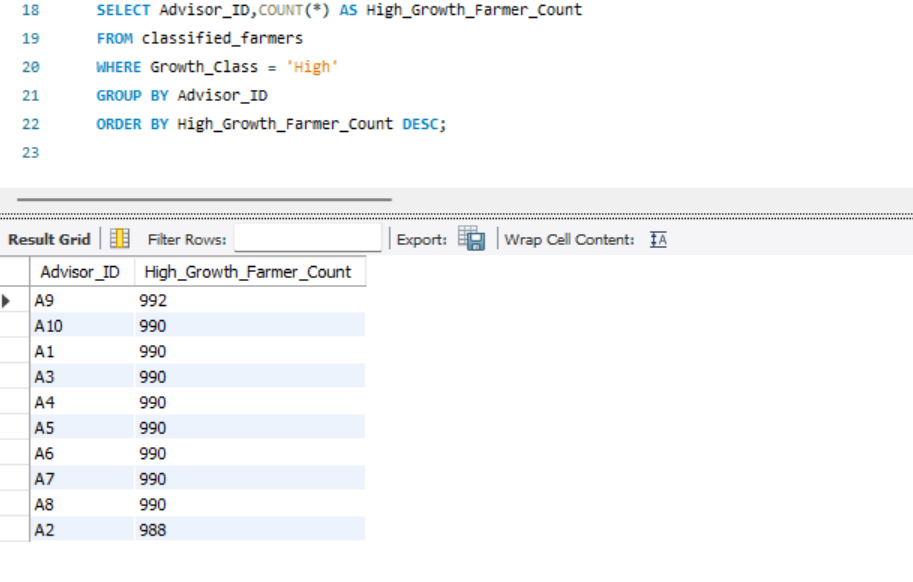 18 SELECT Advisor_ID,COUNT(*) AS High_Growth_Farmer_Count
19 FROM classified_farmers
20 WHERE Growth_Class = 'High'
21 GROUP BY Advisor_ID
22 ORDER BY High_Growth_Farmer_Count DESC;
23
Result Grid Filter Rows: Export: Wrap Cell Content: IA
Advisor_ID High_Growth_Farmer_Count
A9 992
A10 990
A1 990
A3 990
A4 990
A5 990
A6 990
A7 990
A8 990
A2 988